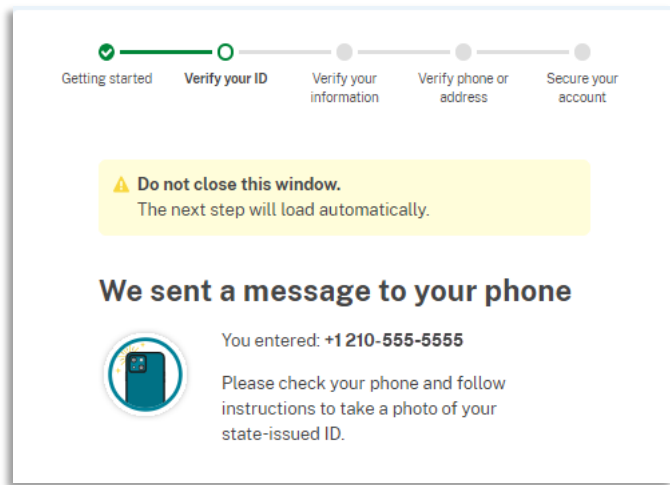 Getting started
Verify your ID
Verify your
information
Verify phone or
address
Secure your
account
Do not close this window.
The next step will load automatically.
We sent a message to your phone
You entered: +1 210-555-5555
Please check your phone and follow
instructions to take a photo of your
state-issued ID.